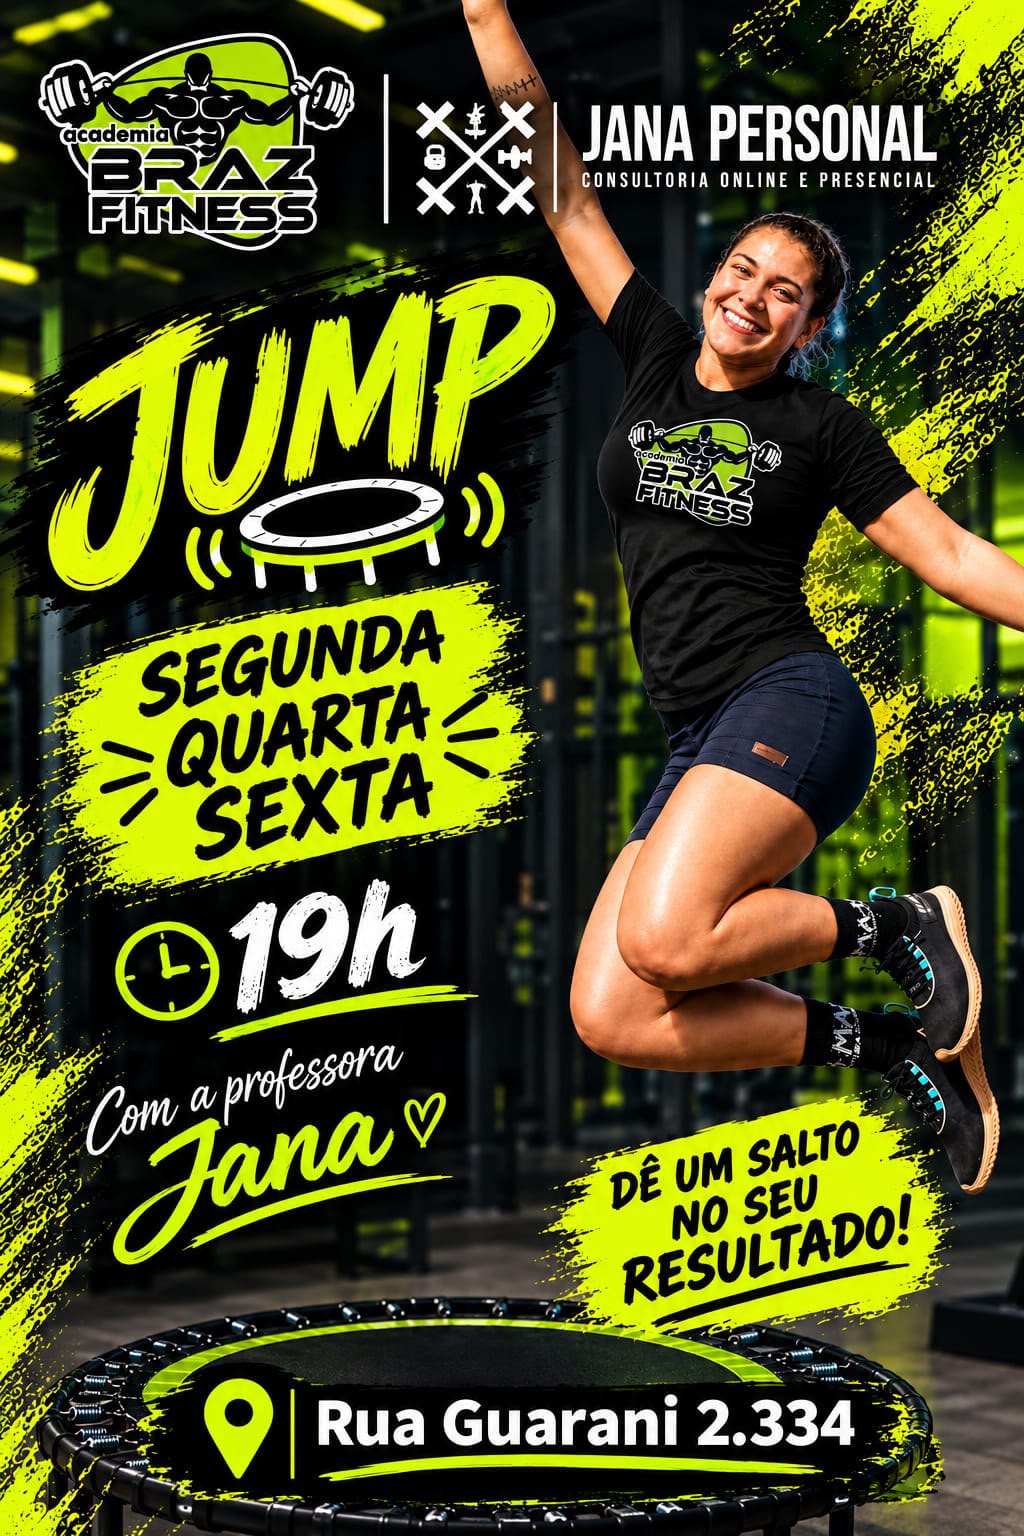 academia
BRAZ
FITNESS
JANA PERSONAL
CONSULTORIA ONLINE E PRESENCIAL
JUMP
academia
BRAZ
FITNESS
SEGUNDA
QUARTA
SEXTA
19h
Com a professora
Jana
DÊ UM SALTO
NO SEU
RESULTADO!
Rua Guarani 2.334